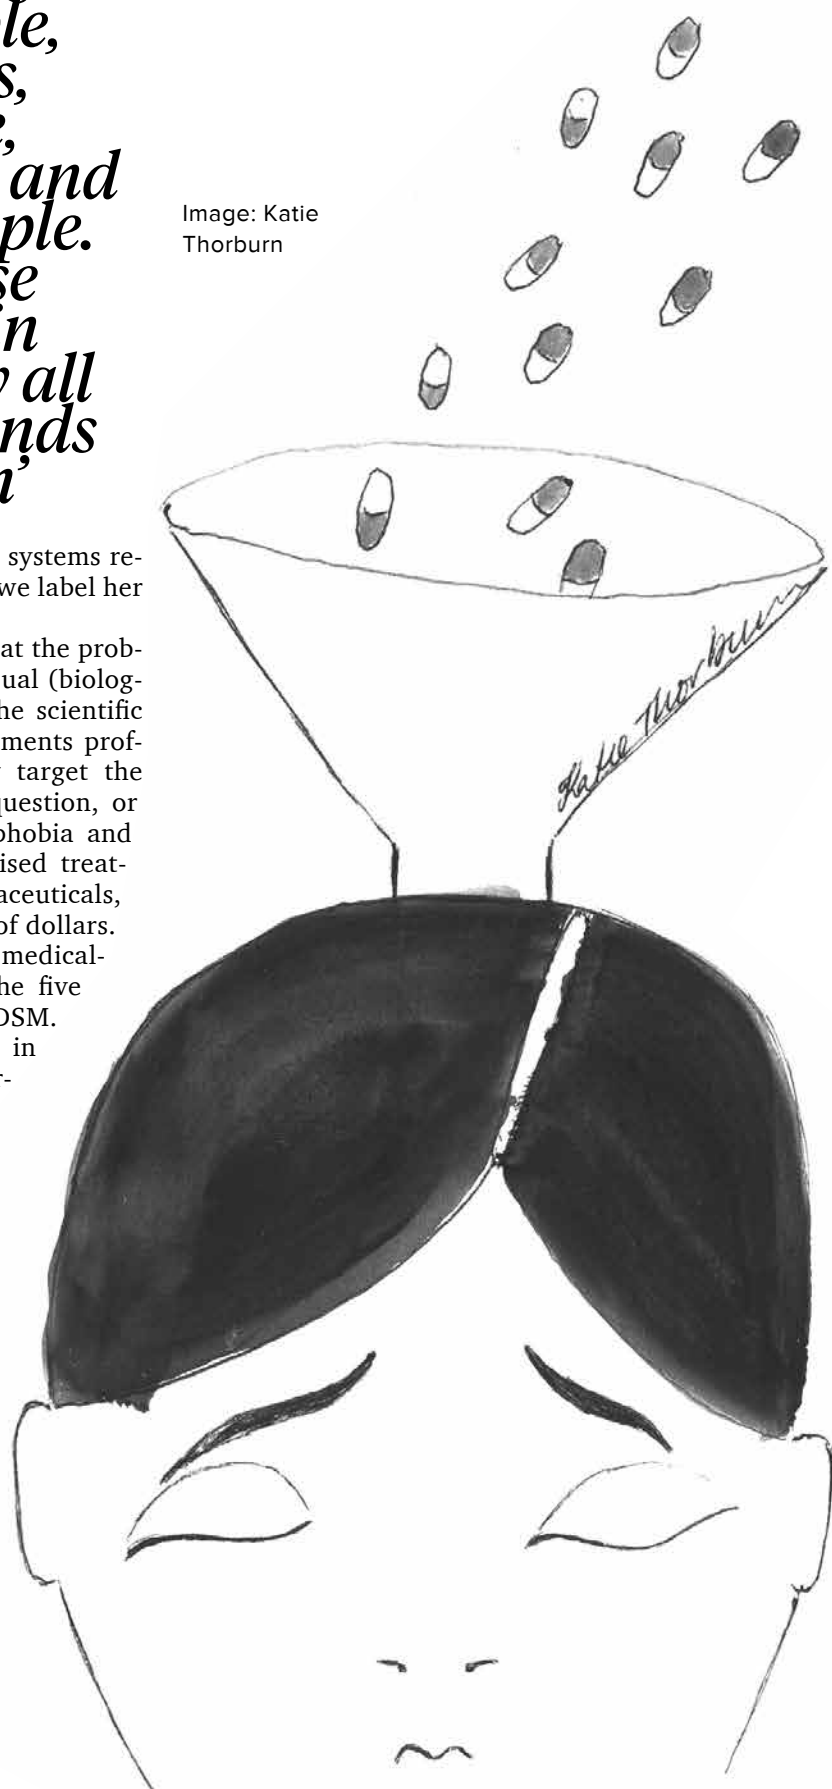 le,
s,
e,
and
ple.
se
in
y all
nds
n'
Image: Katie
Thorburn
systems re-
we label her
at the prob-
ual (biolog-
he scientific
ments prof-
target the
question, or
phobia and
ised treat-
aceuticals,
of dollars.
medical-
he five
DSM.
in
r-
Katie Thorburn